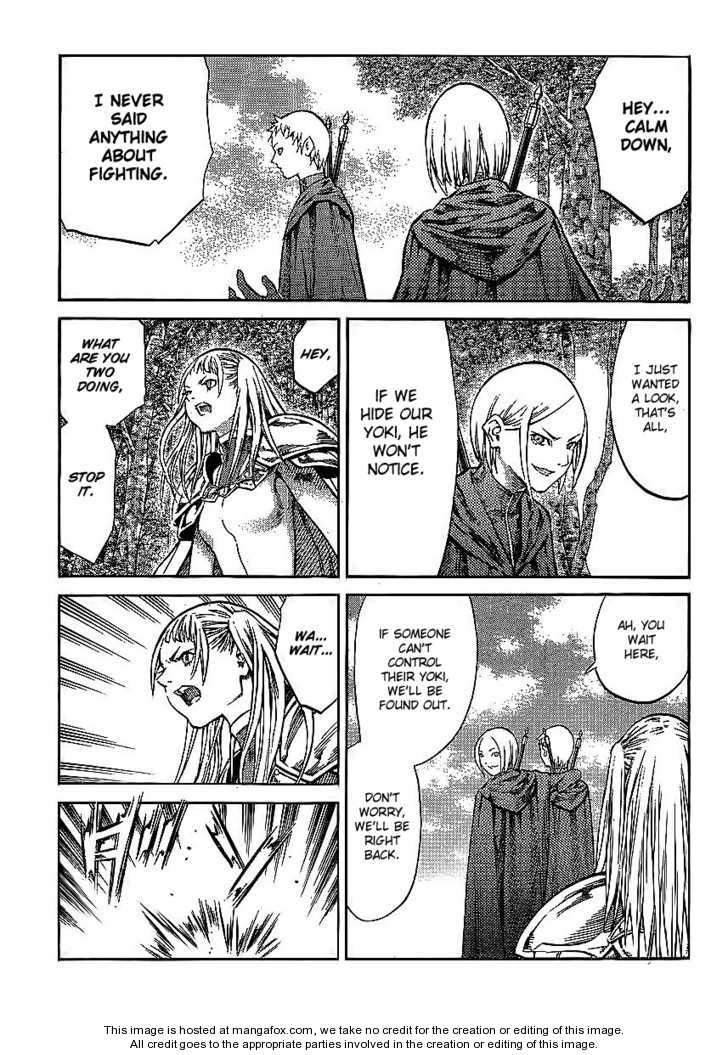 HEY...
CALM
DOWN,
I NEVER
SAID
ANYTHING
ABOUT
FIGHTING.
I JUST
WANTED
A LOOK,
THAT'S
ALL,
IF WE
HIDE OUR
YOKI, HE
WON'T
NOTICE.
HEY,
WHAT
ARE YOU
TWO
DOING,
STOP
IT.
AH, YOU
WAIT
HERE,
IF SOMEONE
CAN'T
CONTROL
THEIR YOKI,
WE'LL BE
FOUND OUT.
DON'T
WORRY,
WE'LL BE
RIGHT
BACK.
WA...
WAIT...
This image is hosted at mangafox.com, we take no credit for the creation or editing of this image.
All credit goes to the appropriate parties involved in the creation or editing of this image.